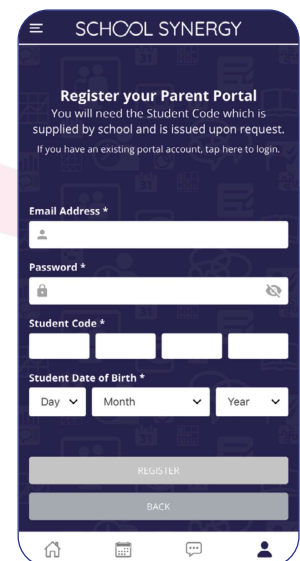 SCHOOL SYNERGY
Register your Parent Portal
You will need the Student Code which is
supplied by school and is issued upon request.
If you have an existing portal account, tap here to login.
Email Address *
Password *
Student Code *
Student Date of Birth *
Day Month Year
REGISTER
BACK